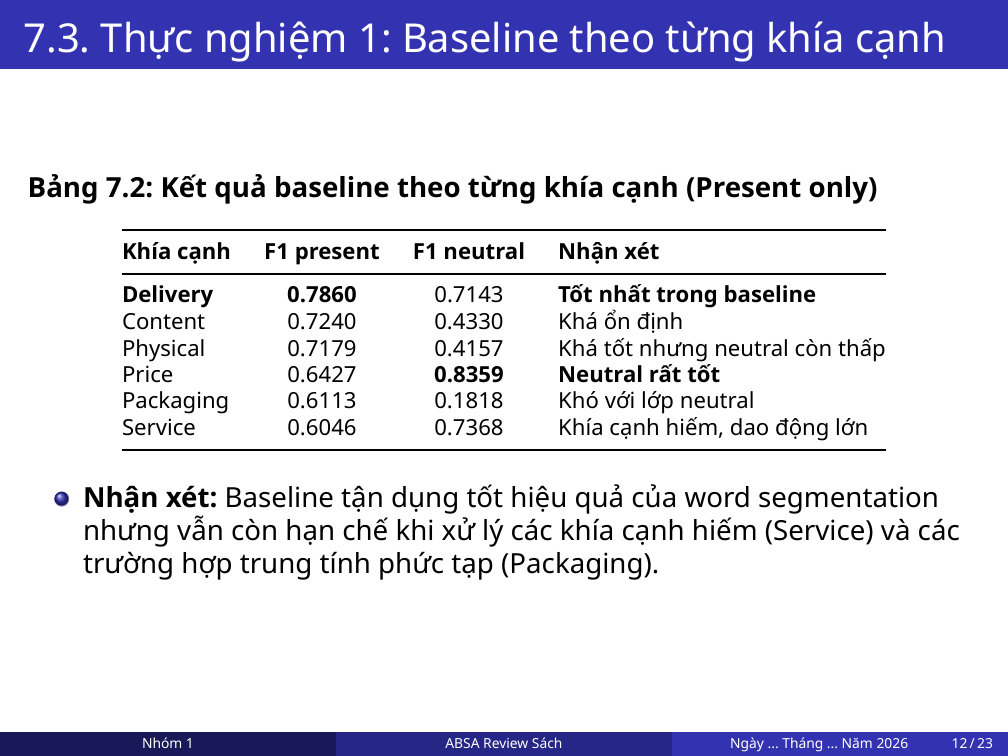 7.3. Thực nghiệm 1: Baseline theo từng khía cạnh
Bảng 7.2: Kết quả baseline theo từng khía cạnh (Present only)
Khía cạnh F1 present F1 neutral Nhận xét
Delivery 0.7860 0.7143 Tốt nhất trong baseline
Content 0.7240 0.4330 Khá ổn định
Physical 0.7179 0.4157 Khá tốt nhưng neutral còn thấp
Price 0.6427 0.8359 Neutral rất tốt
Packaging 0.6113 0.1818 Khó với lớp neutral
Service 0.6046 0.7368 Khía cạnh hiếm, dao động lớn
Nhận xét: Baseline tận dụng tốt hiệu quả của word segmentation
nhưng vẫn còn hạn chế khi xử lý các khía cạnh hiếm (Service) và các
trường hợp trung tính phức tạp (Packaging).
Nhóm 1 ABSA Review Sách Ngày ... Tháng ... Năm 2026 12 / 23